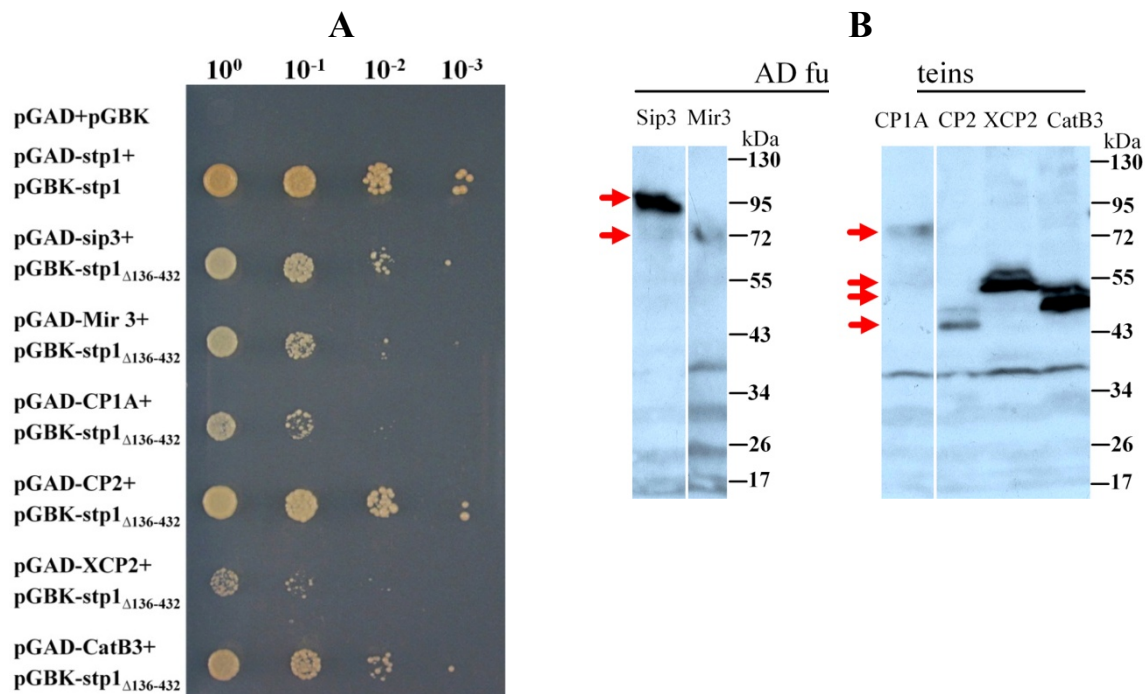 A
B
10⁰ 10⁻¹ 10⁻² 10⁻³
pGAD+pGBK
pGAD-stp1+
pGBK-stp1
pGAD-sip3+
pGBK-stp1Δ136-432
pGAD-Mir 3+
pGBK-stp1Δ136-432
pGAD-CP1A+
pGBK-stp1Δ136-432
pGAD-CP2+
pGBK-stp1Δ136-432
pGAD-XCP2+
pGBK-stp1Δ136-432
pGAD-CatB3+
pGBK-stp1Δ136-432
AD fu teins
Sip3 Mir3
kDa
130
95
72
55
43
34
26
17
CP1A CP2 XCP2 CatB3
kDa
130
95
72
55
43
34
26
17